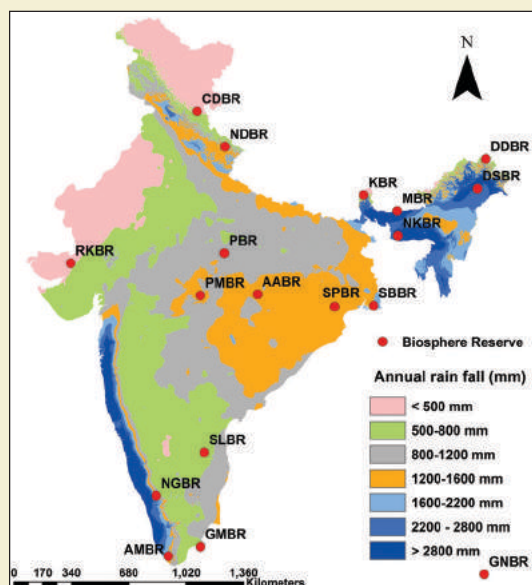 N
CDBR
NDBR
DDBR
DSBR
KBR
MBR
NKBR
PBR
RKBR
PMBR
AABR
SPBR
SBBR
Biosphere Reserve
Annual rain fall (mm)
< 500 mm
500-800 mm
800-1200 mm
1200-1600 mm
1600-2200 mm
2200 - 2800 mm
> 2800 mm
SLBR
NGBR
GMBR
AMBR
GNBR
0 170 340 680 1,020 1,360
Kilometers